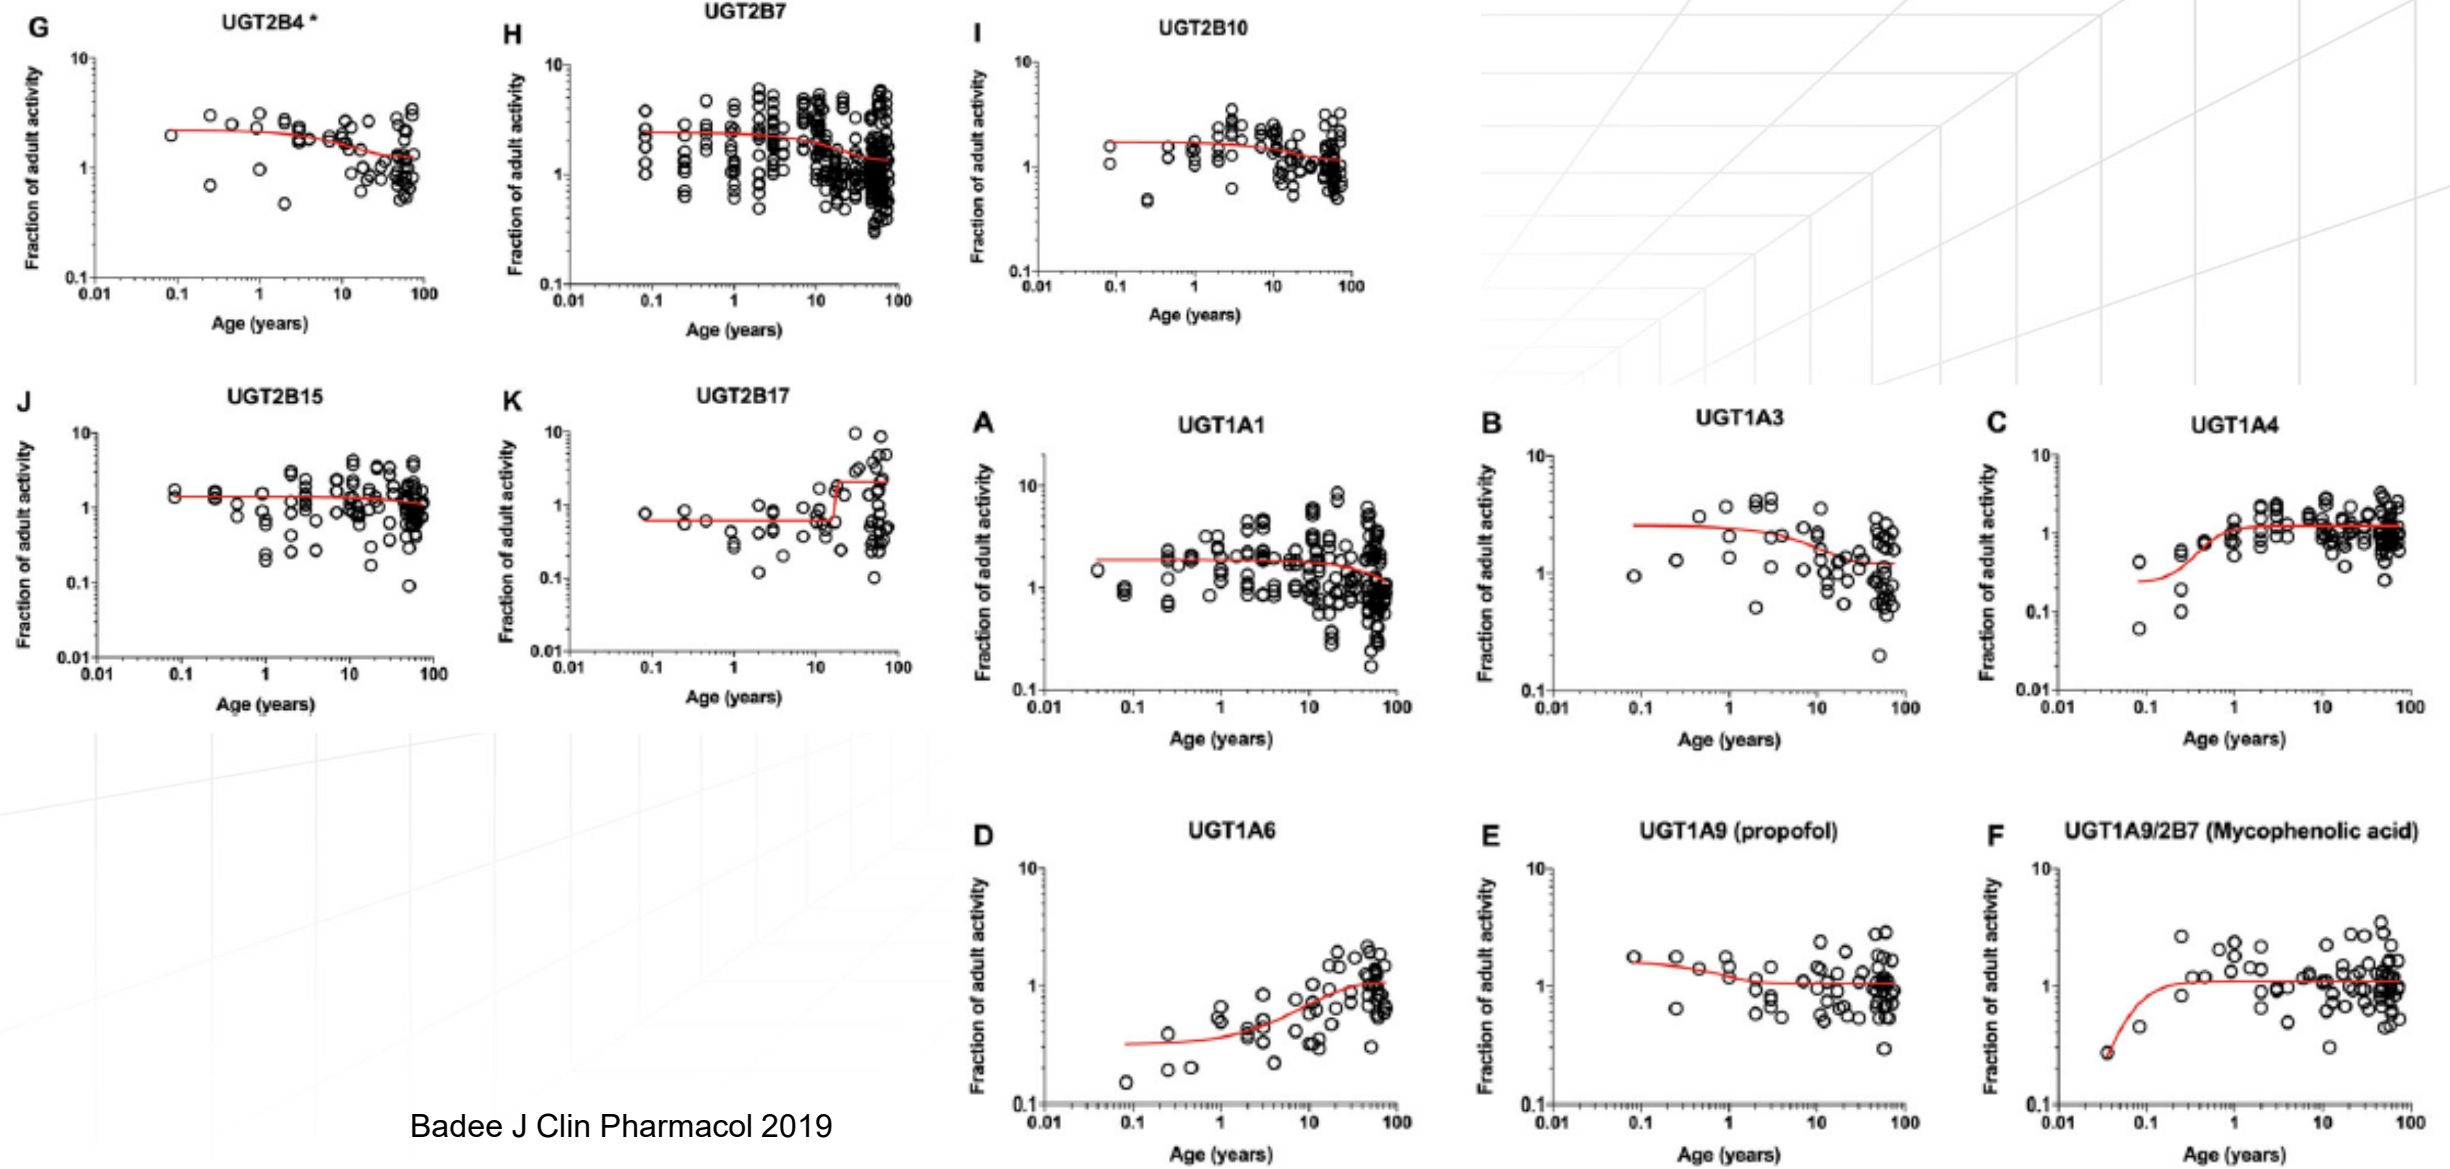 G
UGT2B4 *
Fraction of adult activity
10
1
0.1
0.01 0.1 1 10 100
Age (years)
H
UGT2B7
Fraction of adult activity
10
1
0.1
0.01 0.1 1 10 100
Age (years)
I
UGT2B10
Fraction of adult activity
10
1
0.1
0.01 0.1 1 10 100
Age (years)
J
UGT2B15
Fraction of adult activity
10
1
0.1
0.01
0.01 0.1 1 10 100
Age (years)
K
UGT2B17
Fraction of adult activity
10
1
0.1
0.01
0.01 0.1 1 10 100
Age (years)
A
UGT1A1
Fraction of adult activity
10
1
0.1
0.01 0.1 1 10 100
Age (years)
B
UGT1A3
Fraction of adult activity
10
1
0.1
0.01 0.1 1 10 100
Age (years)
C
UGT1A4
Fraction of adult activity
10
1
0.1
0.01
0.01 0.1 1 10 100
Age (years)
D
UGT1A6
Fraction of adult activity
10
1
0.1
0.01 0.1 1 10 100
Age (years)
E
UGT1A9 (propofol)
Fraction of adult activity
10
1
0.1
0.01 0.1 1 10 100
Age (years)
F
UGT1A9/2B7 (Mycophenolic acid)
Fraction of adult activity
10
1
0.1
0.01 0.1 1 10 100
Age (years)
Badee J Clin Pharmacol 2019